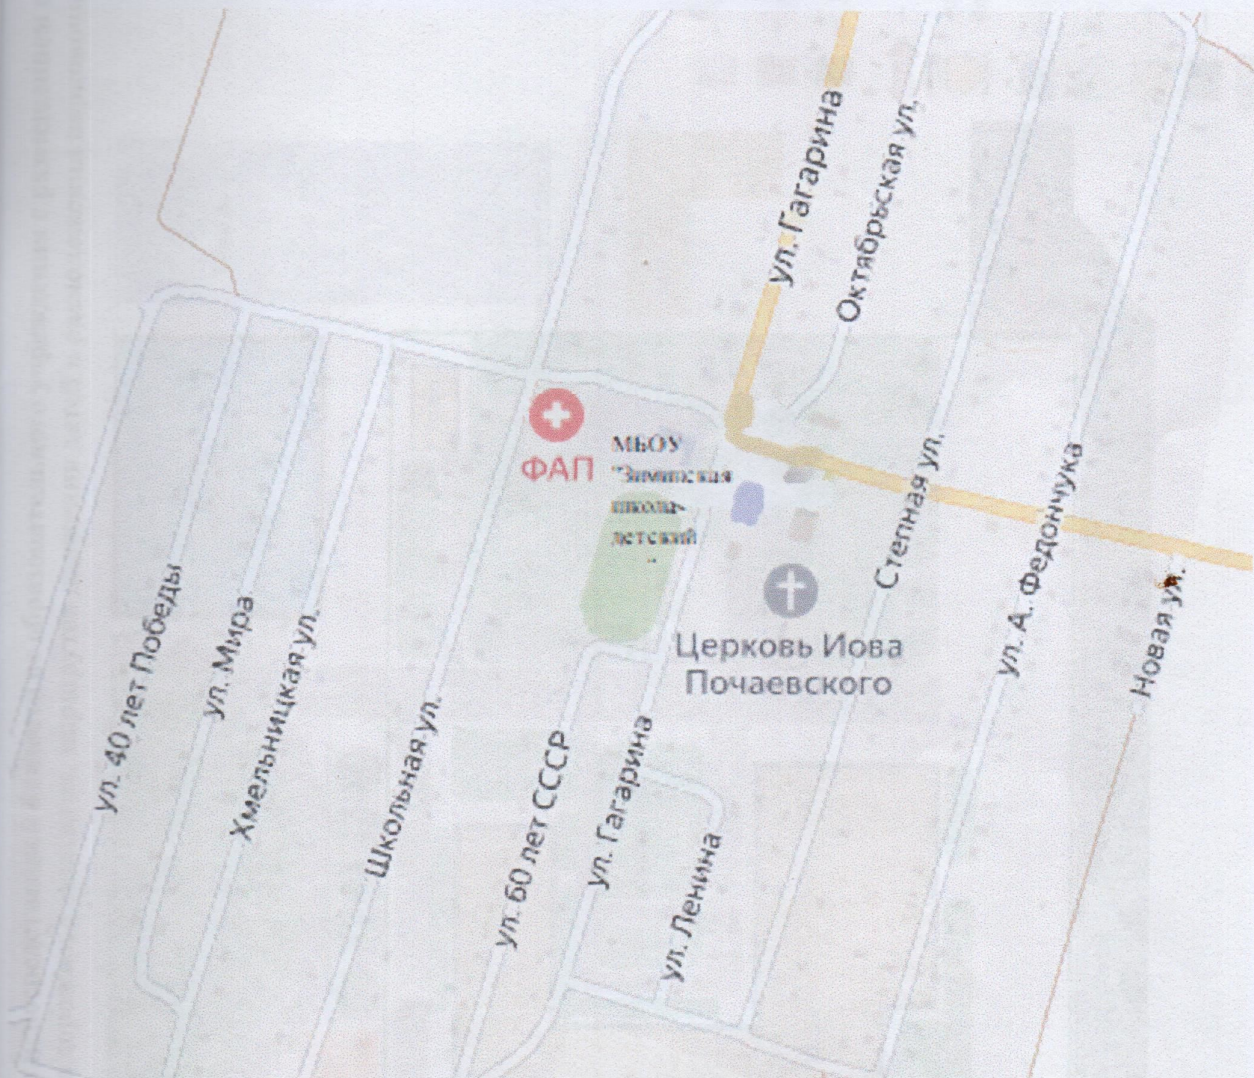 ул. Гагарина
Октябрьская ул.
ФАП
МБОУ
"Зиминская
школа-
детский
"
Степная ул.
ул. А. Федончука
Новая ул.
Церковь Иова
Почаевского
ул. 40 лет Победы
ул. Мира
Хмельницкая ул.
Школьная ул.
ул. 60 лет СССР
ул. Гагарина
ул. Ленина